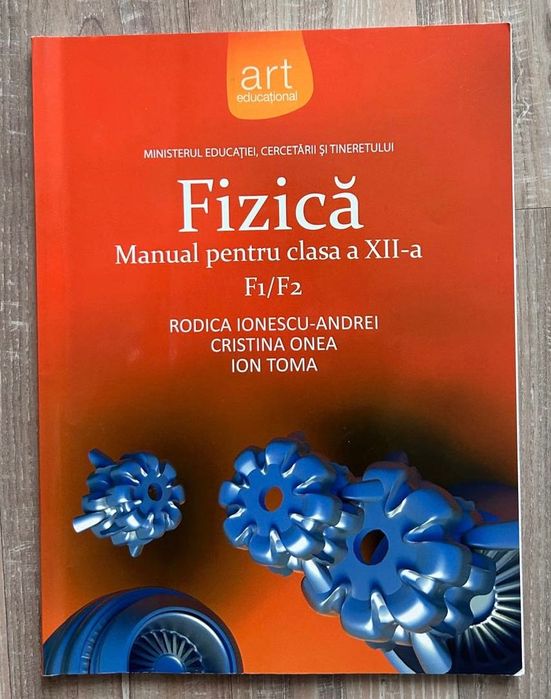 art
educațional
MINISTERUL EDUCAȚIEI, CERCETĂRII ȘI TINERETULUI
Fizică
Manual pentru clasa a XII-a
F1/F2
RODICA IONESCU-ANDREI
CRISTINA ONEA
ION TOMA